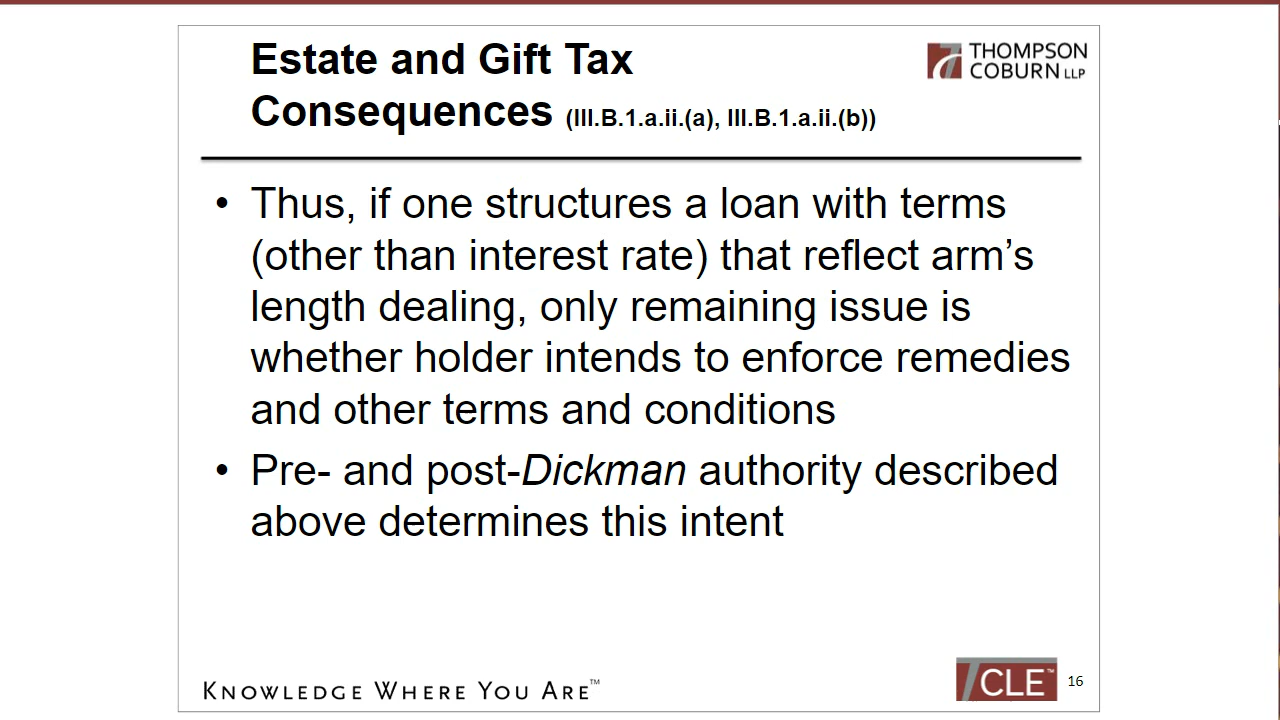 Estate and Gift Tax
Consequences (III.B.1.a.ii.(a), III.B.1.a.ii.(b))
THOMPSON
COBURN LLP
• Thus, if one structures a loan with terms
(other than interest rate) that reflect arm’s
length dealing, only remaining issue is
whether holder intends to enforce remedies
and other terms and conditions
• Pre- and post-Dickman authority described
above determines this intent
KNOWLEDGE WHERE YOU ARE™
CLE™
16